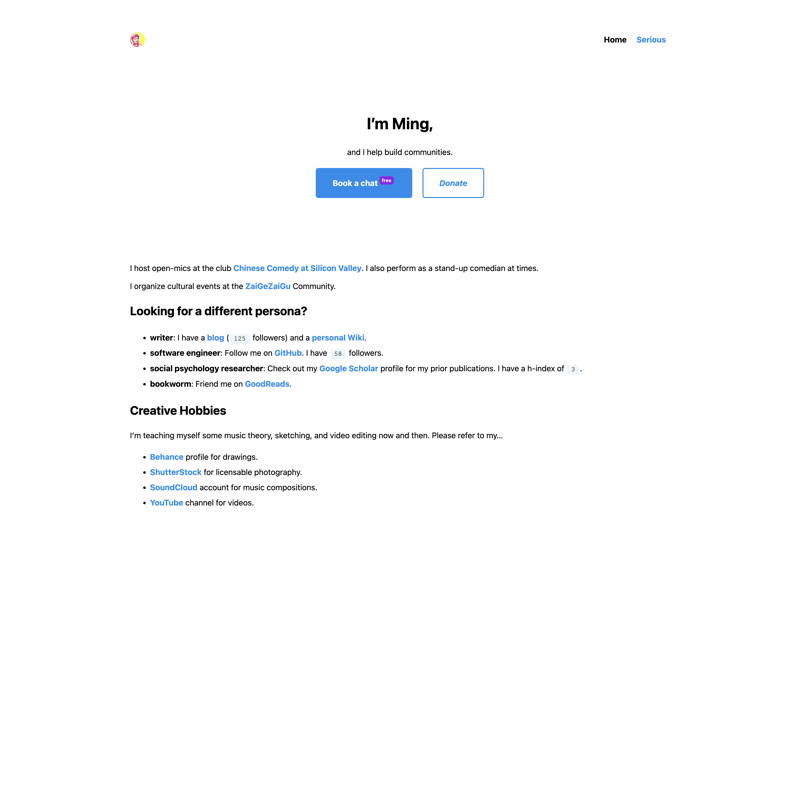 Home Serious
I'm Ming,
and I help build communities.
Book a chat free Donate
I host open-mics at the club Chinese Comedy at Silicon Valley. I also perform as a stand-up comedian at times.
I organize cultural events at the ZaiGeZaiGu Community.
Looking for a different persona?
• writer: I have a blog ( 125 followers) and a personal Wiki.
• software engineer: Follow me on GitHub. I have 58 followers.
• social psychology researcher: Check out my Google Scholar profile for my prior publications. I have a h-index of 3 .
• bookworm: Friend me on GoodReads.
Creative Hobbies
I'm teaching myself some music theory, sketching, and video editing now and then. Please refer to my...
• Behance profile for drawings.
• ShutterStock for licensable photography.
• SoundCloud account for music compositions.
• YouTube channel for videos.